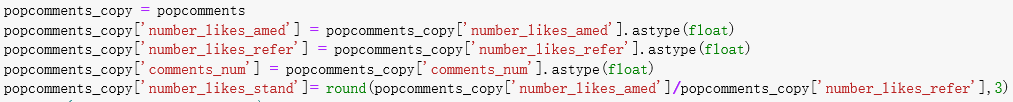 popcomments_copy = popcomments
popcomments_copy['number_likes_amed'] = popcomments_copy['number_likes_amed'].astype(float)
popcomments_copy['number_likes_refer'] = popcomments_copy['number_likes_refer'].astype(float)
popcomments_copy['comments_num'] = popcomments_copy['comments_num'].astype(float)
popcomments_copy['number_likes_stand']= round(popcomments_copy['number_likes_amed']/popcomments_copy['number_likes_refer'],3)